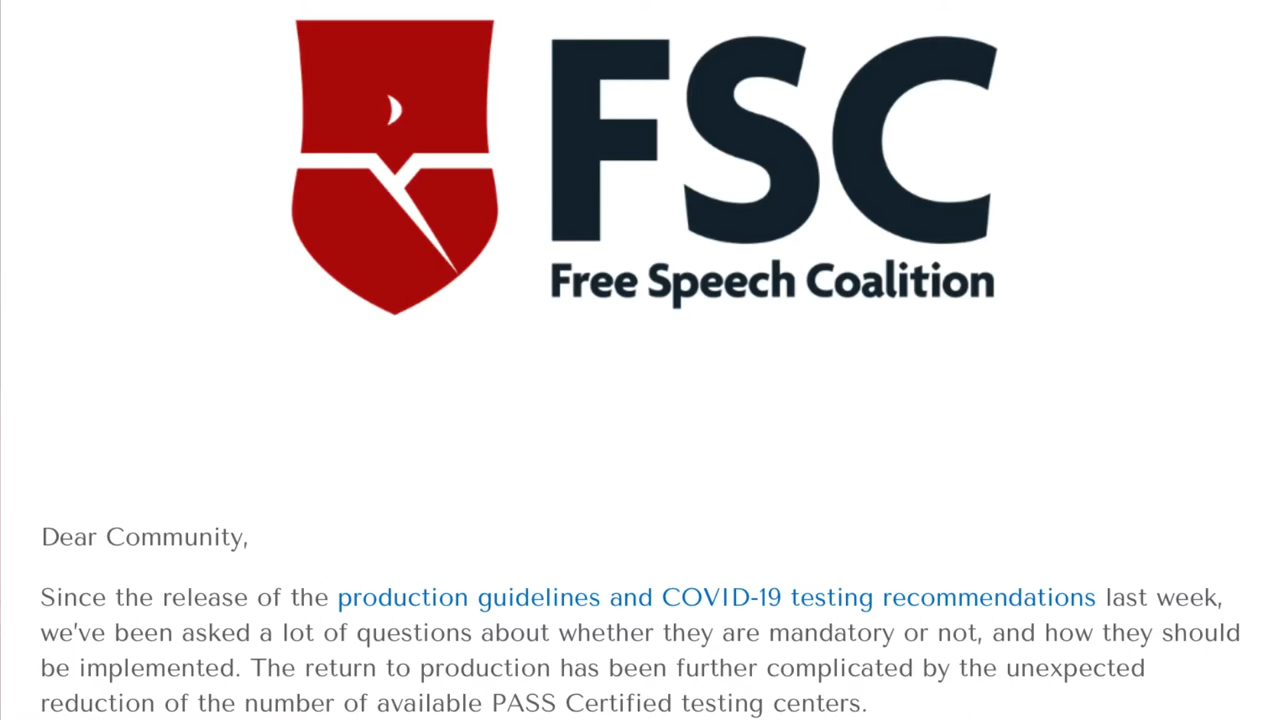 FSC
Free Speech Coalition
Dear Community,
Since the release of the production guidelines and COVID-19 testing recommendations last week,
we've been asked a lot of questions about whether they are mandatory or not, and how they should
be implemented. The return to production has been further complicated by the unexpected
reduction of the number of available PASS Certified testing centers.